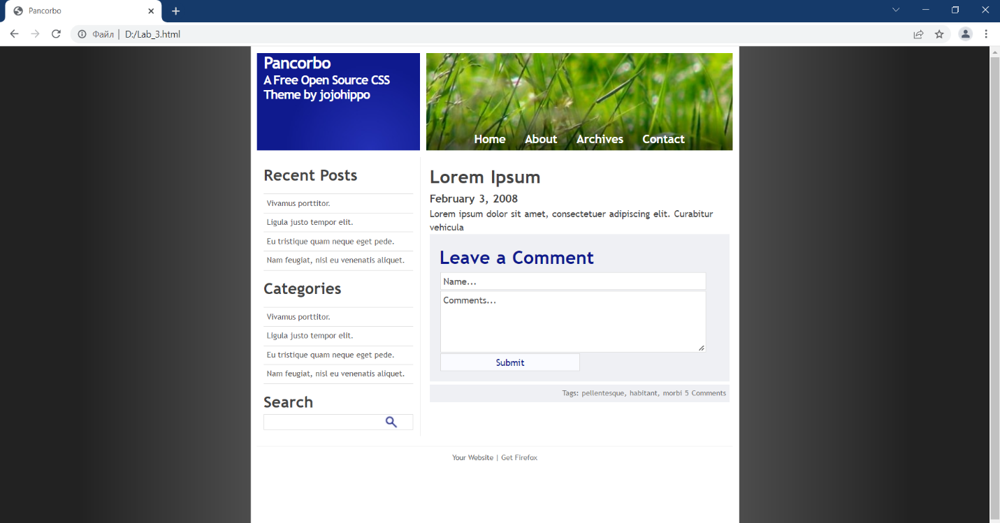 Pancorbo
Файл | D:/Lab_3.html
Pancorbo
A Free Open Source CSS
Theme by jojohippo
Home About Archives Contact
Recent Posts
Vivamus porttitor.
Ligula justo tempor elit.
Eu tristique quam neque eget pede.
Nam feugiat, nisl eu venenatis aliquet.
Categories
Vivamus porttitor.
Ligula justo tempor elit.
Eu tristique quam neque eget pede.
Nam feugiat, nisl eu venenatis aliquet.
Search
Lorem Ipsum
February 3, 2008
Lorem ipsum dolor sit amet, consectetuer adipiscing elit. Curabitur
vehicula
Leave a Comment
Name...
Comments...
Submit
Tags: pellentesque, habitant, morbi 5 Comments
Your Website | Get Firefox